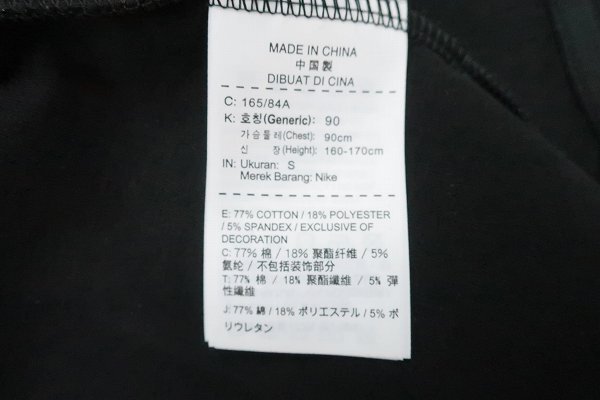 MADE IN CHINA
中国製
DIBUAT DI CINA
C: 165/84A
K: 호칭(Generic): 90
가슴둘레(Chest): 90cm
신 장(Height): 160-170cm
IN: Ukuran: S
Merek Barang: Nike
E: 77% COTTON / 18% POLYESTER
/ 5% SPANDEX / EXCLUSIVE OF
DECORATION
C: 77% 棉 / 18% 聚酯纤维 / 5%
氨纶 / 不包括装饰部分
T: 77% 棉 / 18% 聚酯纖維 / 5% 彈
性纖維
J: 77% 綿 / 18% ポリエステル / 5% ポ
リウレタン